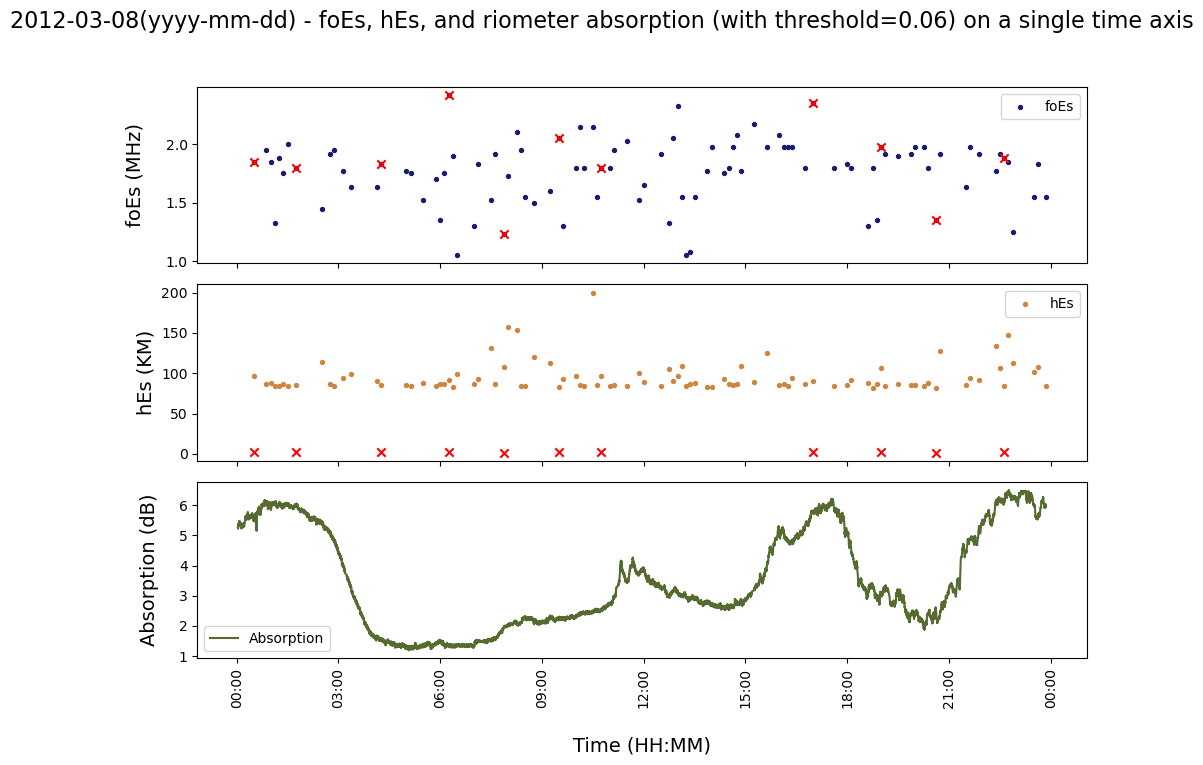 2012-03-08(yyyy-mm-dd) - foEs, hEs, and riometer absorption (with threshold=0.06) on a single time axis
foEs (MHz)
2.0
1.5
1.0
foEs
hEs (KM)
200
150
100
50
0
hEs
Absorption (dB)
6
5
4
3
2
1
Absorption
00:00
03:00
06:00
09:00
12:00
15:00
18:00
21:00
00:00
Time (HH:MM)